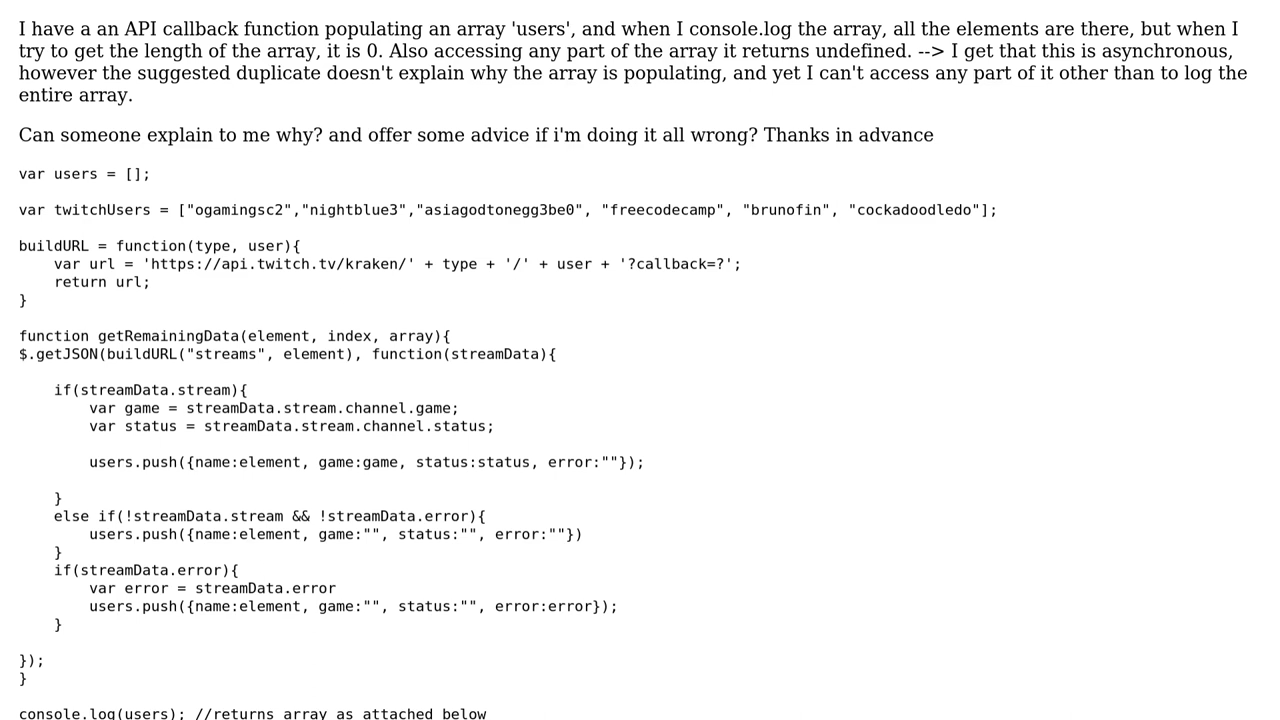 I have a an API callback function populating an array 'users', and when I console.log the array, all the elements are there, but when I
try to get the length of the array, it is 0. Also accessing any part of the array it returns undefined. --> I get that this is asynchronous,
however the suggested duplicate doesn't explain why the array is populating, and yet I can't access any part of it other than to log the
entire array.
Can someone explain to me why? and offer some advice if i'm doing it all wrong? Thanks in advance
var users = [];
var twitchUsers = ["ogamingsc2","nightblue3","asiagodtonegg3be0", "freecodecamp", "brunofin", "cockadoodledo"];
buildURL = function(type, user){
    var url = 'https://api.twitch.tv/kraken/' + type + '/' + user + '?callback=?';
    return url;
}
function getRemainingData(element, index, array){
$.getJSON(buildURL("streams", element), function(streamData){
    if(streamData.stream){
        var game = streamData.stream.channel.game;
        var status = streamData.stream.channel.status;
        users.push({name:element, game:game, status:status, error:""});
    }
    else if(!streamData.stream && !streamData.error){
        users.push({name:element, game:"", status:"", error:""})
    }
    if(streamData.error){
        var error = streamData.error
        users.push({name:element, game:"", status:"", error:error});
    }
});
}
console.log(users); //returns array as attached below